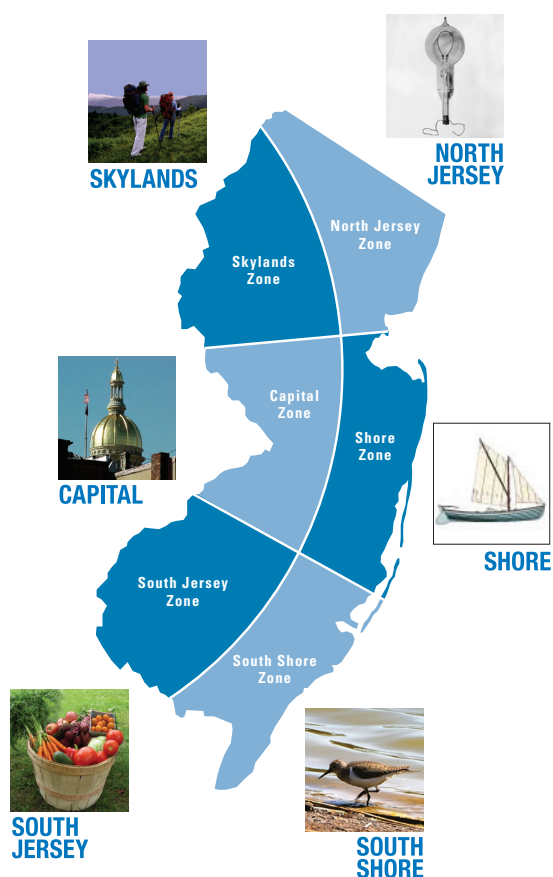 SKYLANDS
NORTH
JERSEY
North Jersey
Zone
Skylands
Zone
Capital
Zone
Shore
Zone
CAPITAL
SHORE
South Jersey
Zone
South Shore
Zone
SOUTH
JERSEY
SOUTH
SHORE